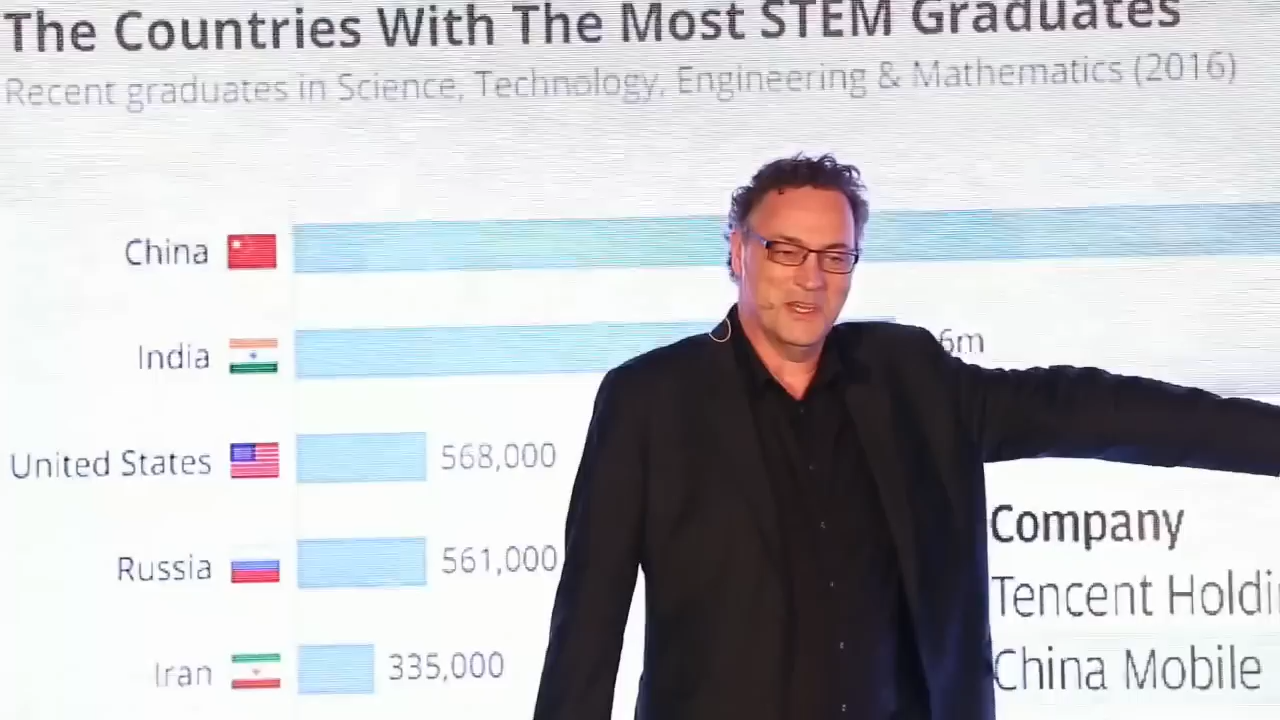 The Countries With The Most STEM Graduates
Recent graduates in Science, Technology, Engineering & Mathematics (2016)
China
India
6m
United States 568,000
Russia 561,000
Iran 335,000
Company
Tencent
China Mobile